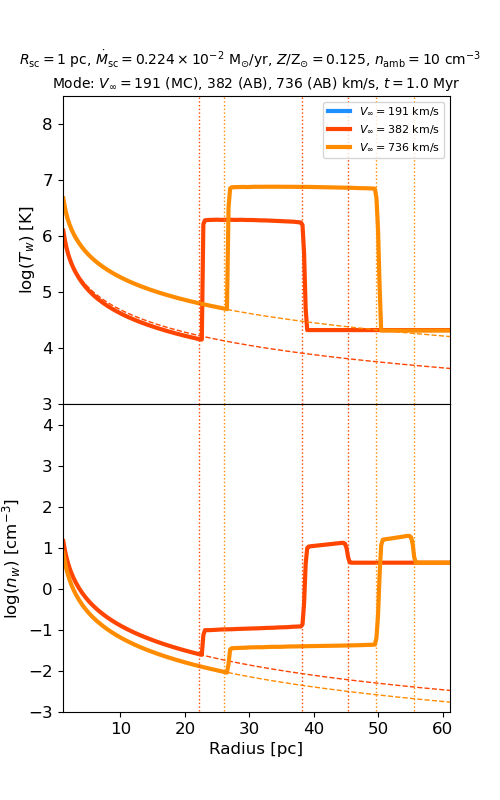 R_sc = 1 pc, Ṁ_sc = 0.224 × 10^−2 M_⊙/yr, Z/Z_⊙ = 0.125, n_amb = 10 cm^−3
Mode: V_∞ = 191 (MC), 382 (AB), 736 (AB) km/s, t = 1.0 Myr
V_∞ = 191 km/s
V_∞ = 382 km/s
V_∞ = 736 km/s
log(T_w) [K]
8
7
6
5
4
3
log(n_w) [cm^−3]
4
3
2
1
0
−1
−2
−3
10 20 30 40 50 60
Radius [pc]